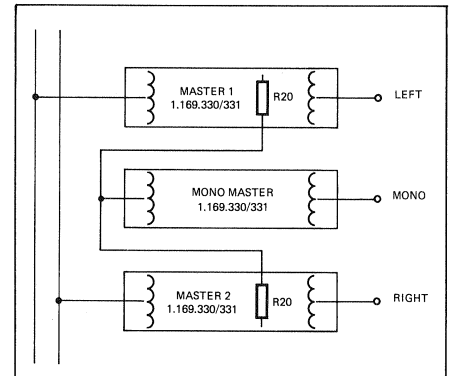 MASTER 1
1.169.330/331
R20
LEFT
MONO MASTER
1.169.330/331
MONO
MASTER 2
1.169.330/331
R20
RIGHT